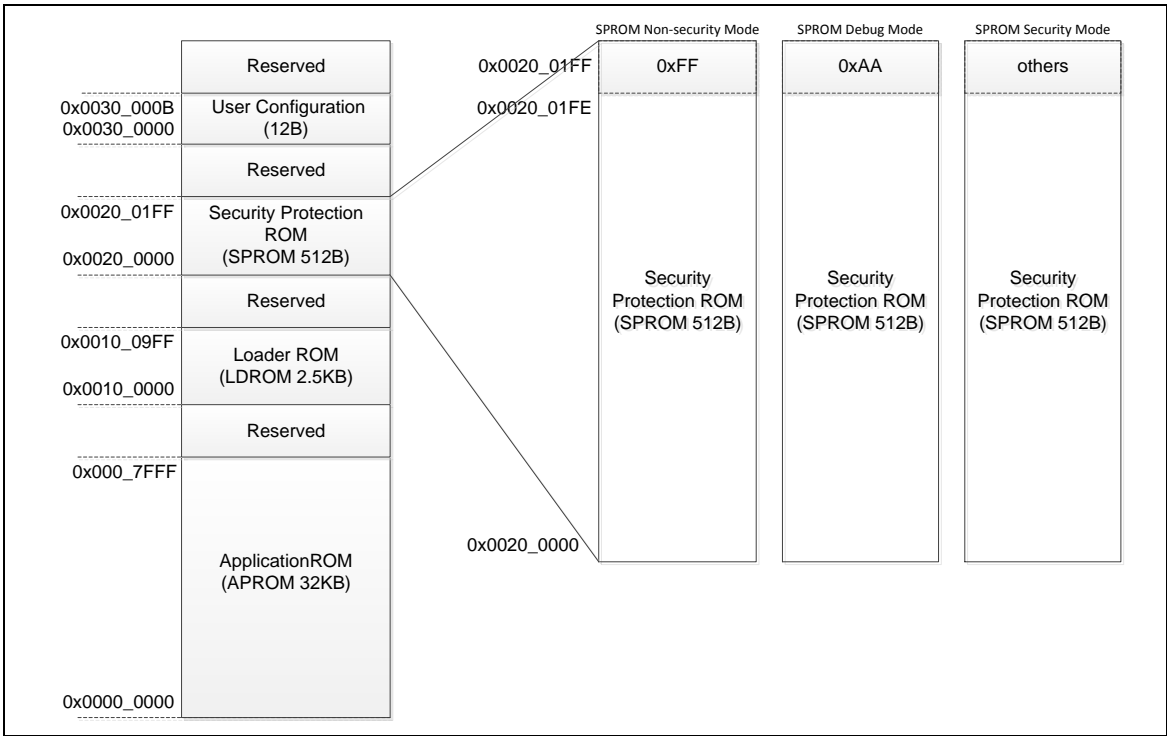 SPROM Non-security Mode
SPROM Debug Mode
SPROM Security Mode
Reserved
0x0020_01FF
0xFF
0xAA
others
0x0030_000B
0x0030_0000
User Configuration
(12B)
0x0020_01FE
Reserved
0x0020_01FF
Security Protection
ROM
(SPROM 512B)
0x0020_0000
Security
Protection ROM
(SPROM 512B)
Security
Protection ROM
(SPROM 512B)
Security
Protection ROM
(SPROM 512B)
Reserved
0x0010_09FF
Loader ROM
(LDROM 2.5KB)
0x0010_0000
Reserved
0x000_7FFF
0x0020_0000
ApplicationROM
(APROM 32KB)
0x0000_0000